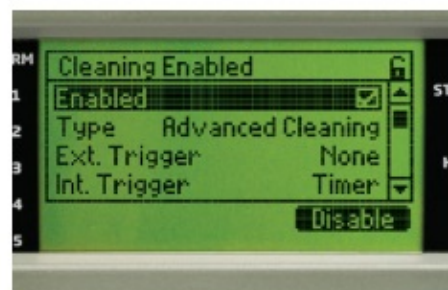 RM
Cleaning Enabled
1
Enabled
ST
Type Advanced Cleaning
2
Ext. Trigger None
3
Int. Trigger Timer
4
Disable
5